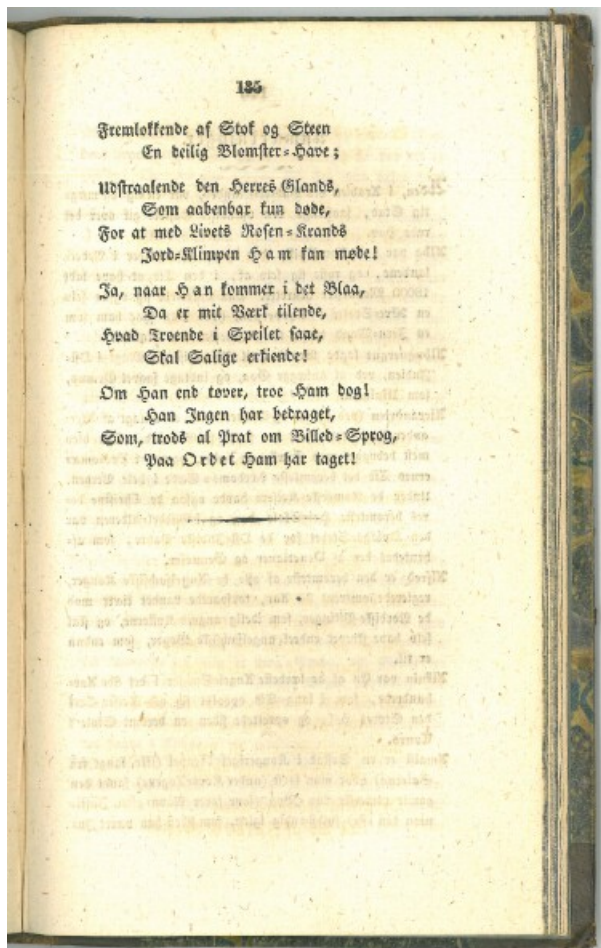 135
Fremlokkende af Stok og Steen
En deilig Blomster-Have;
Udstraalende den Herres Glands,
Som aabenbar kun døde,
For at med Livets Rosen-Krands
Jord-Klimpen Ham kan møde!
Ja, naar Han kommer i det Blaa,
Da er mit Værk tilende,
Hvad Troende i Speilet saae,
Skal Salige erkiende!
Om Han end tøver, troe Ham dog!
Han Ingen har bedraget,
Som, trods al Prat om Billed-Sprog,
Paa Ordet Ham har taget!